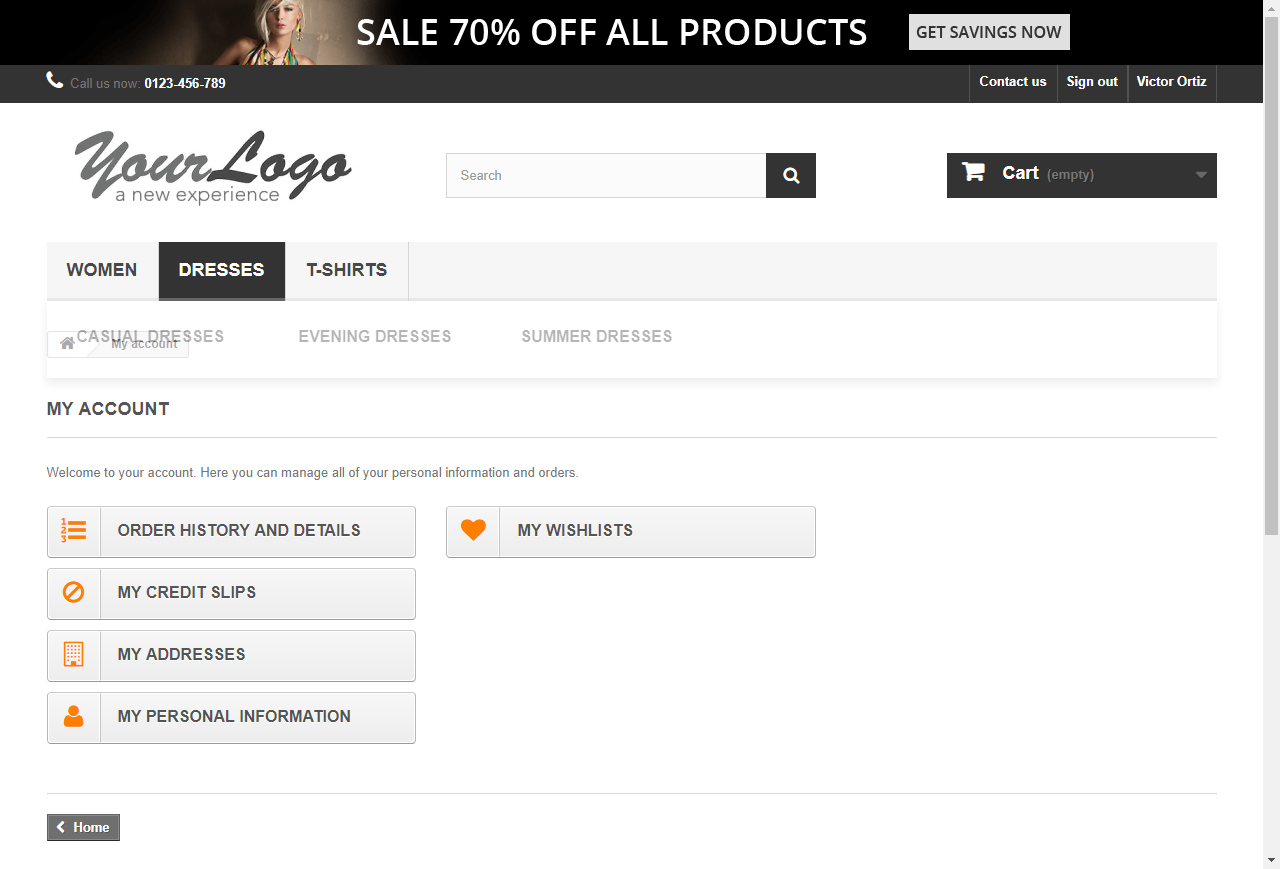 SALE 70% OFF ALL PRODUCTS GET SAVINGS NOW
Call us now: 0123-456-789 Contact us Sign out Victor Ortiz
YourLogo
a new experience
Search
Cart (empty)
WOMEN DRESSES T-SHIRTS
CASUAL DRESSES EVENING DRESSES SUMMER DRESSES
My account
MY ACCOUNT
Welcome to your account. Here you can manage all of your personal information and orders.
ORDER HISTORY AND DETAILS MY WISHLISTS
MY CREDIT SLIPS
MY ADDRESSES
MY PERSONAL INFORMATION
Home